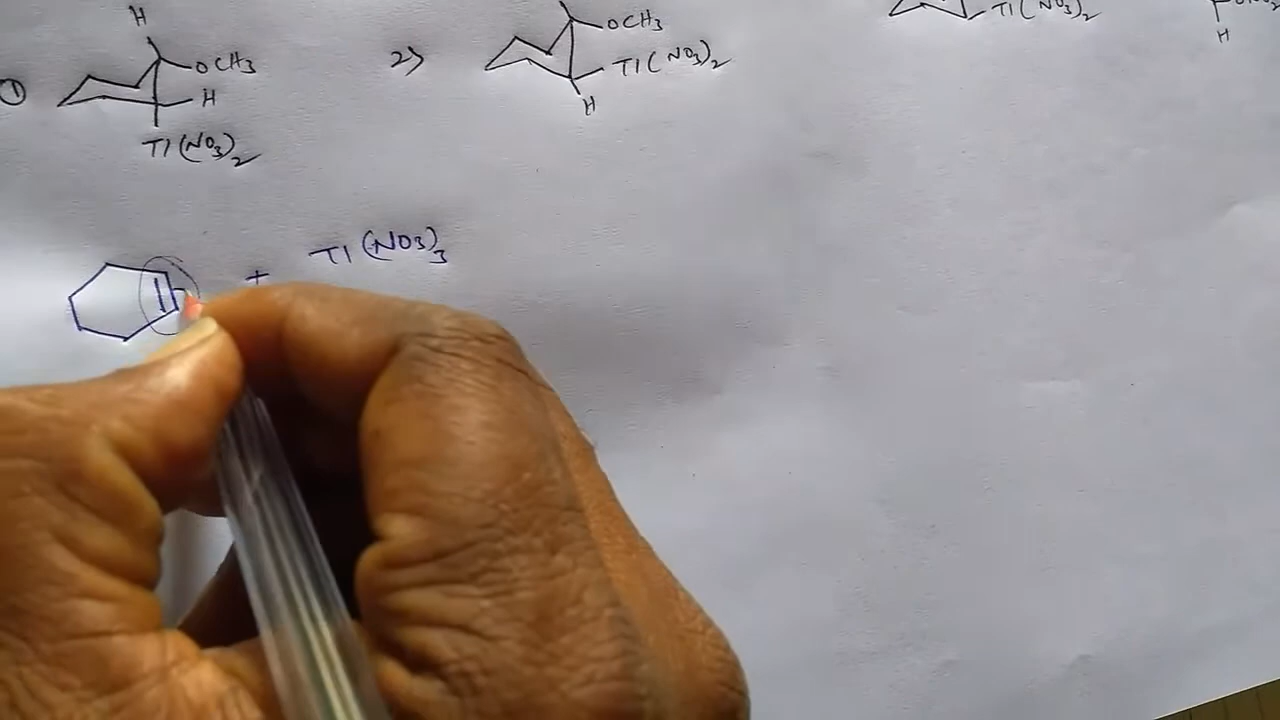 H
① OCH3
H
Tl(NO3)2
2> OCH3
Tl(NO3)2
H
Tl(NO3)2
H
+ Tl(NO3)3